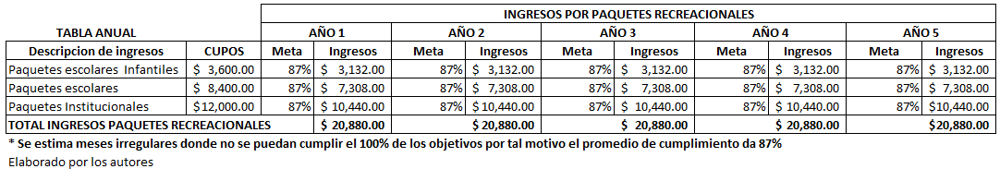 INGRESOS POR PAQUETES RECREACIONALES
TABLA ANUAL AÑO 1 AÑO 2 AÑO 3 AÑO 4 AÑO 5
Descripcion de ingresos CUPOS Meta Ingresos Meta Ingresos Meta Ingresos Meta Ingresos Meta Ingresos
Paquetes escolares Infantiles $ 3,600.00 87% $ 3,132.00 87% $ 3,132.00 87% $ 3,132.00 87% $ 3,132.00 87% $ 3,132.00
Paquetes escolares $ 8,400.00 87% $ 7,308.00 87% $ 7,308.00 87% $ 7,308.00 87% $ 7,308.00 87% $ 7,308.00
Paquetes Institucionales $12,000.00 87% $ 10,440.00 87% $10,440.00 87% $ 10,440.00 87% $ 10,440.00 87% $10,440.00
TOTAL INGRESOS PAQUETES RECREACIONALES $ 20,880.00 $ 20,880.00 $ 20,880.00 $ 20,880.00 $20,880.00
* Se estima meses irregulares donde no se puedan cumplir el 100% de los objetivos por tal motivo el promedio de cumplimiento da 87%
Elaborado por los autores